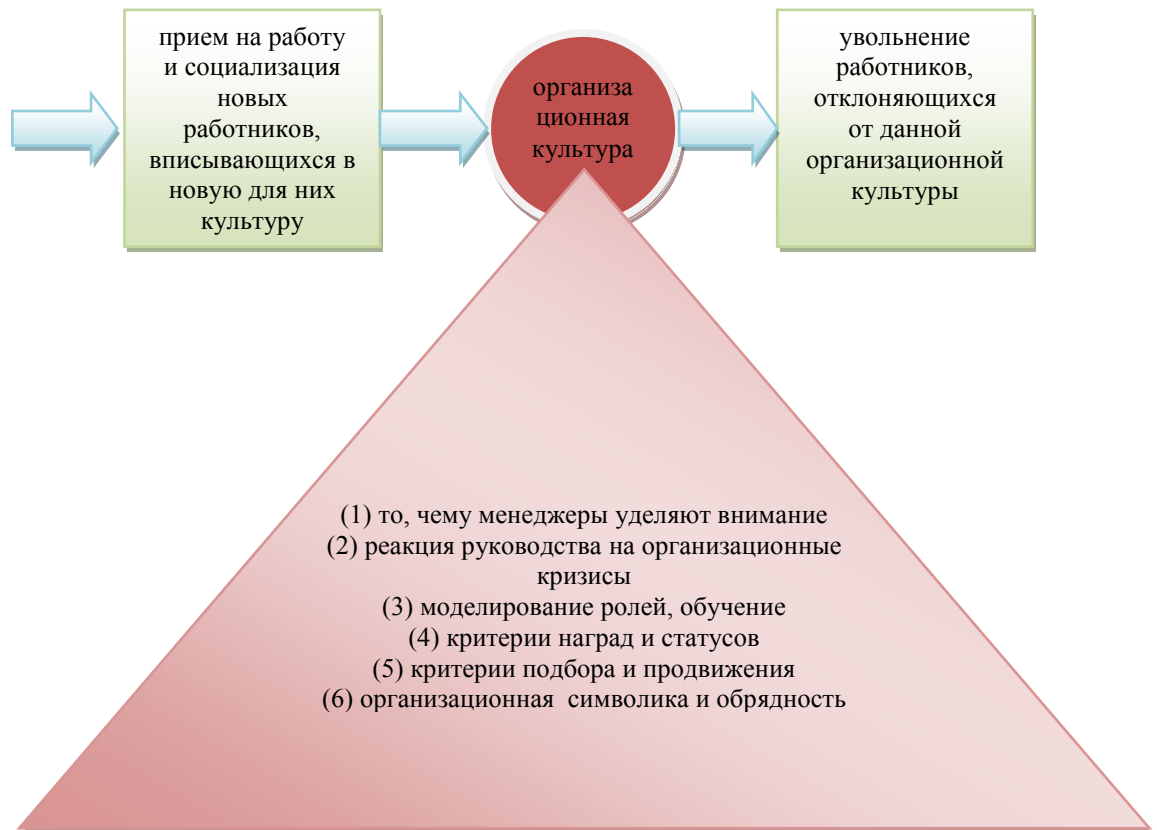 прием на работу
и социализация
новых
работников,
вписывающихся в
новую для них
культуру
организа
ционная
культура
увольнение
работников,
отклоняющихся
от данной
организационной
культуры
(1) то, чему менеджеры уделяют внимание
(2) реакция руководства на организационные
кризисы
(3) моделирование ролей, обучение
(4) критерии наград и статусов
(5) критерии подбора и продвижения
(6) организационная  символика и обрядность